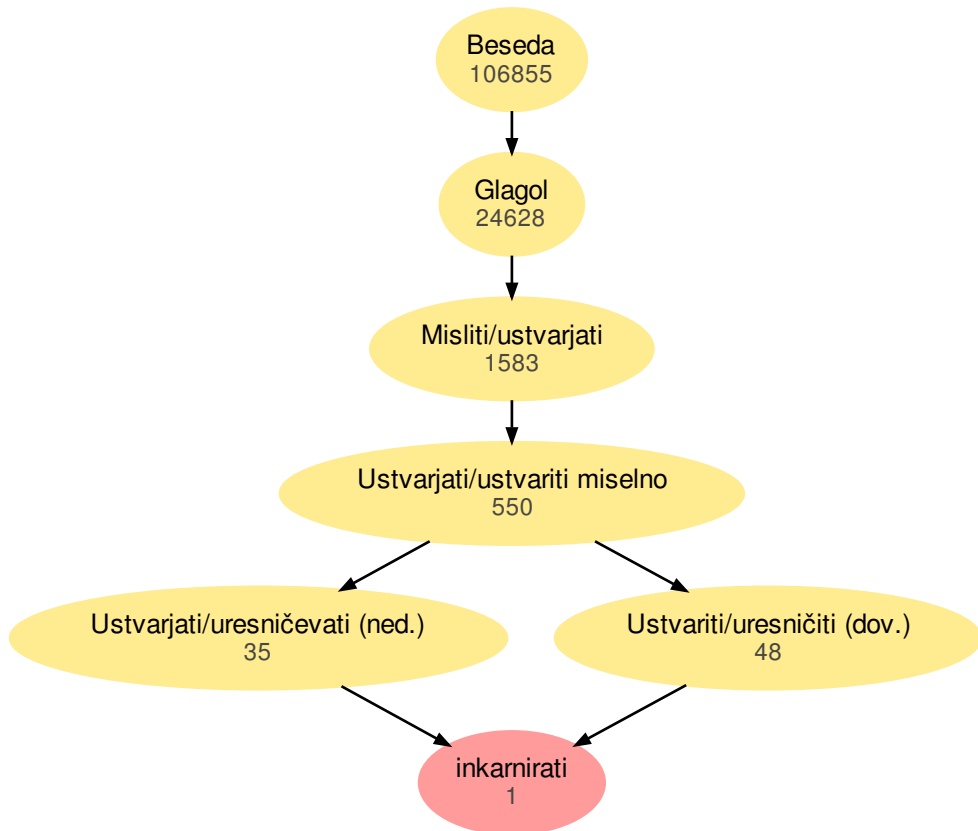 Beseda
106855
Glagol
24628
Misliti/ustvarjati
1583
Ustvarjati/ustvariti miselno
550
Ustvarjati/uresničevati (ned.)
35
Ustvariti/uresničiti (dov.)
48
inkarnirati
1